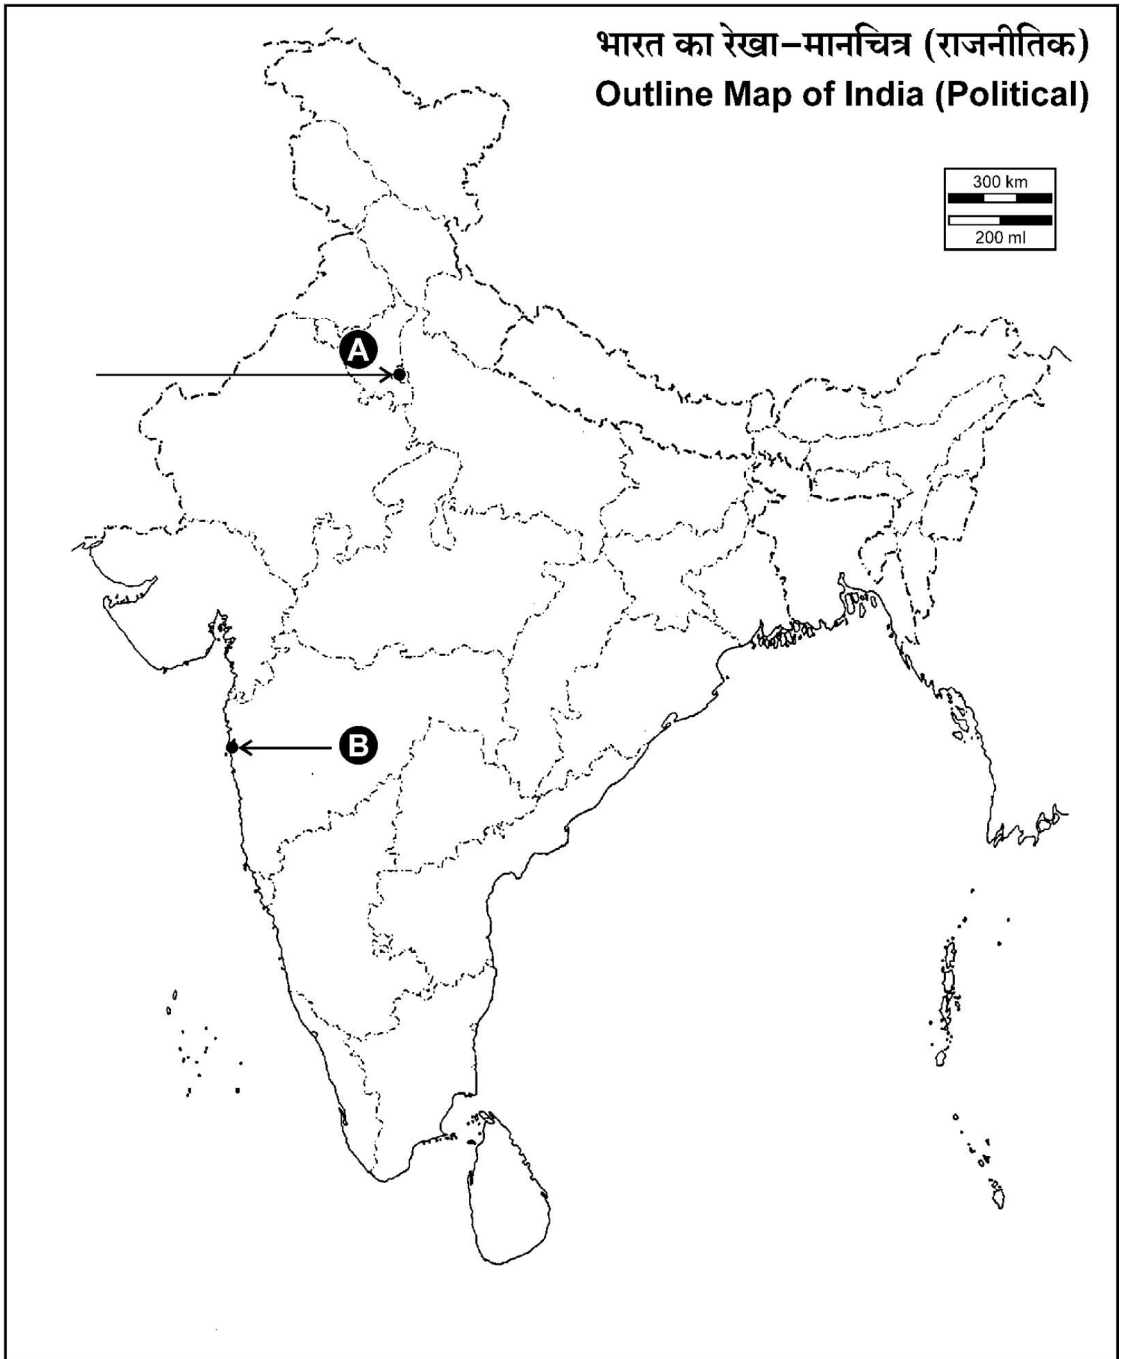 भारत का रेखा–मानचित्र (राजनीतिक)
Outline Map of India (Political)
300 km
200 ml
A
B